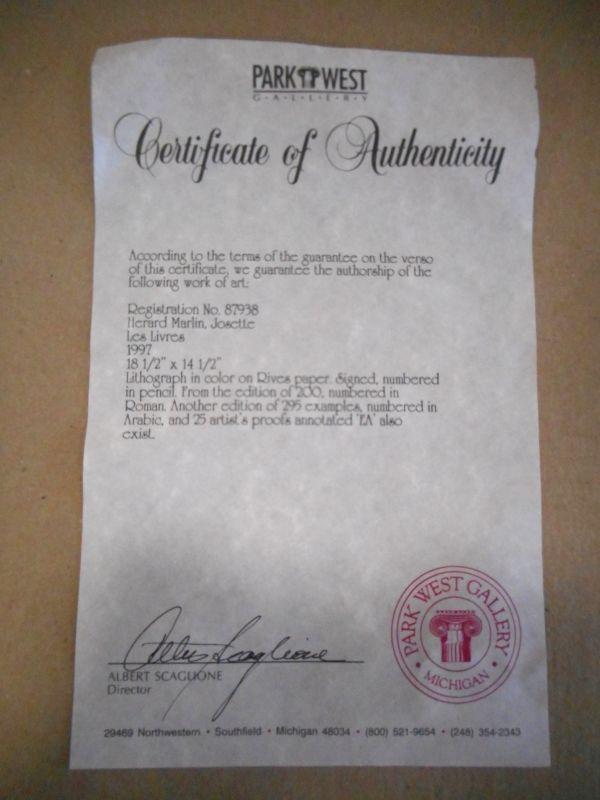 PARK WEST
G·A·L·L·E·R·Y
Certificate of Authenticity
According to the terms of the guarantee on the verso
of this certificate, we guarantee the authorship of the
following work of art:
Registration No. 87938
Herard Marlin, Josette
Les Livres
1997
18 1/2" x 14 1/2"
Lithograph in color on Rives paper. Signed, numbered
in pencil. From the edition of 200, numbered in
Roman. Another edition of 295 examples, numbered in
Arabic, and 25 artist's proofs annotated 'EA' also
exist.
Albert Scaglione
ALBERT SCAGLIONE
Director
PARK WEST GALLERY
• MICHIGAN •
29469 Northwestern • Southfield • Michigan 48034 • (800) 521-9654 • (248) 354-2343